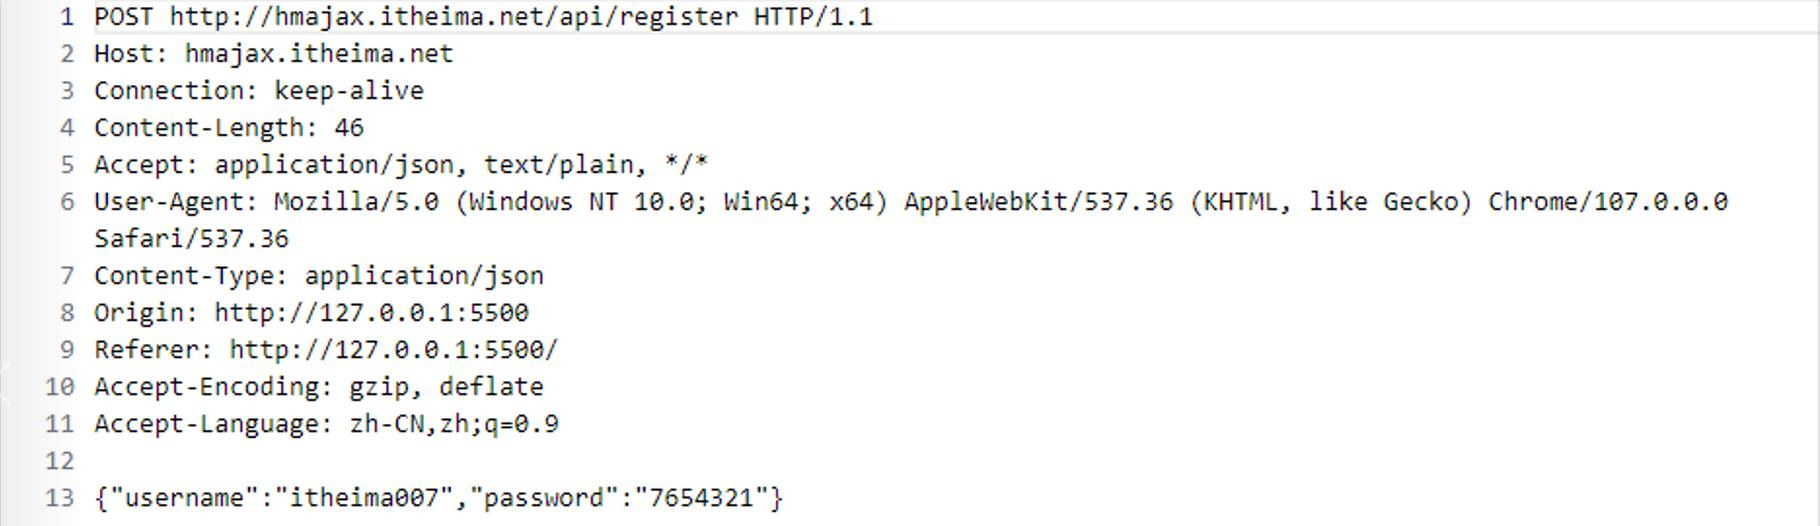 1 POST http://hmajax.itheima.net/api/register HTTP/1.1
2 Host: hmajax.itheima.net
3 Connection: keep-alive
4 Content-Length: 46
5 Accept: application/json, text/plain, */*
6 User-Agent: Mozilla/5.0 (Windows NT 10.0; Win64; x64) AppleWebKit/537.36 (KHTML, like Gecko) Chrome/107.0.0.0
Safari/537.36
7 Content-Type: application/json
8 Origin: http://127.0.0.1:5500
9 Referer: http://127.0.0.1:5500/
10 Accept-Encoding: gzip, deflate
11 Accept-Language: zh-CN,zh;q=0.9
12
13 {"username":"itheima007","password":"7654321"}